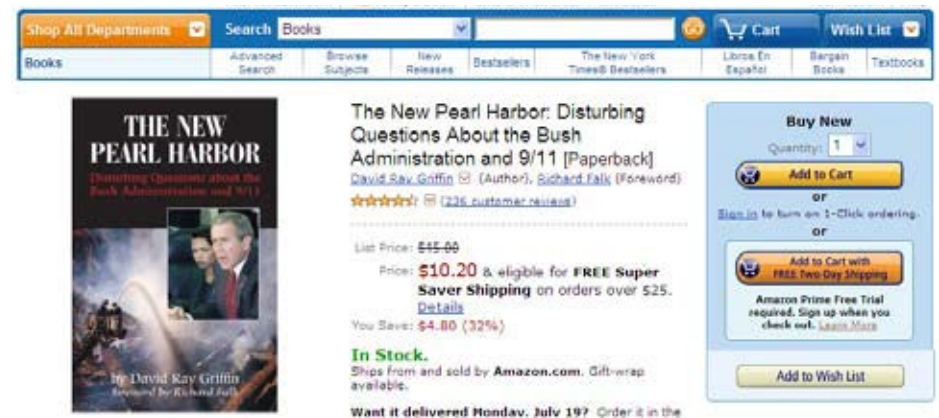 Shop All Departments Search Books GO Cart Wish List
Books Advanced Search Browse Subjects New Releases Bestsellers The New York Times® Bestsellers Libros En Español Bargain Books Textbooks
THE NEW
PEARL HARBOR
Disturbing Questions about the
Bush Administration and 9/11
by David Ray Griffin
foreword by Richard Falk
The New Pearl Harbor: Disturbing
Questions About the Bush
Administration and 9/11 [Paperback]
David Ray Griffin (Author), Richard Falk (Foreword)
(236 customer reviews)
List Price: $15.00
Price: $10.20 & eligible for FREE Super
Saver Shipping on orders over $25.
Details
You Save: $4.80 (32%)
In Stock.
Ships from and sold by Amazon.com. Gift-wrap
available.
Want it delivered Monday, July 19? Order it in the
Buy New
Quantity: 1
Add to Cart
or
Sign in to turn on 1-Click ordering.
or
Add to Cart with
FREE Two-Day Shipping
Amazon Prime Free Trial
required. Sign up when you
check out. Learn More
Add to Wish List